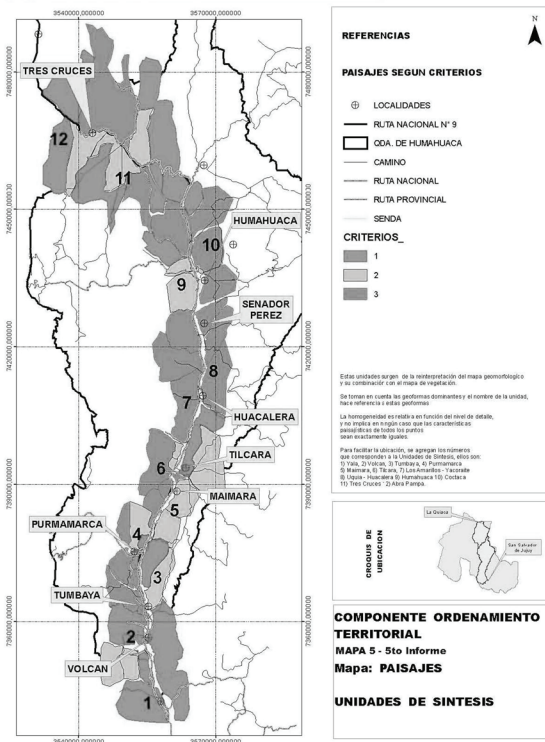 3540000,000000
3570000,000000
7480000,000000
7450000,000000
7420000,000000
7390000,000000
7360000,000000
TRES CRUCES
12
11
HUMAHUACA
10
9
SENADOR
PEREZ
8
7
HUACALERA
TILCARA
6
MAIMARA
5
PURMAMARCA
4
3
TUMBAYA
2
VOLCAN
1
3540000,000000
3570000,000000
REFERENCIAS
N
PAISAJES SEGUN CRITERIOS
LOCALIDADES
RUTA NACIONAL N° 9
QDA. DE HUMAHUACA
CAMINO
RUTA NACIONAL
RUTA PROVINCIAL
SENDA
CRITERIOS_
1
2
3
Estas unidades surgen de la reinterpretación del mapa geomorfologico
y su combinación con el mapa de vegetación.
Se toman en cuenta las geoformas dominantes y el nombre de la unidad,
hace referencia a estas geoformas
La homogeneidad es relativa en función del nivel de detalle,
y no implica en ningún caso que las características
paisajísticas de todos los puntos
sean exactamente iguales.
Para facilitar la ubicación, se agregan los números
que corresponden a la Unidades de Sintesis, ellos son:
1) Yala, 2) Volcan, 3) Tumbaya, 4) Purmamarca
5) Maimara, 6) Tilcara, 7) Los Amarillos - Yacoraite
8) Uquia - Huacalera 9) Humahuaca 10) Coctaca
11) Tres Cruces 2) Abra Pampa.
CROQUIS DE
UBICACION
La Quiaca
San Salvador
de Jujuy
COMPONENTE ORDENAMIENTO
TERRITORIAL
MAPA 5 - 5to Informe
Mapa: PAISAJES
UNIDADES DE SINTESIS